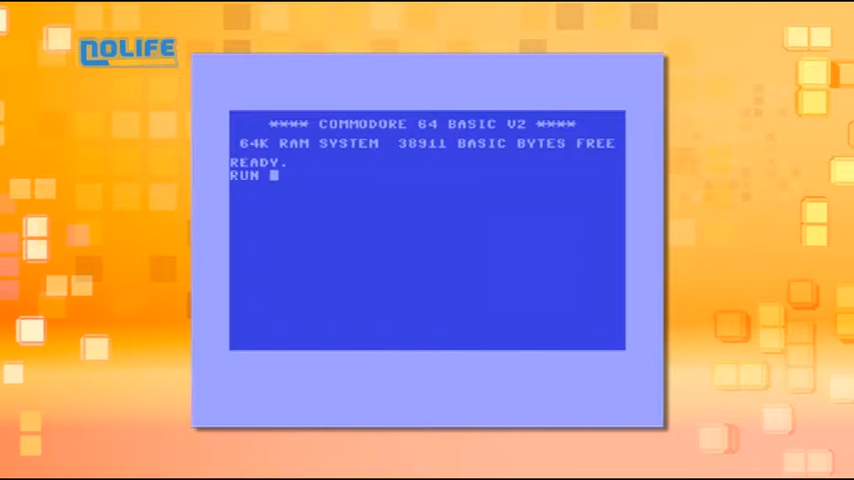 NOLIFE
**** COMMODORE 64 BASIC V2 ****
64K RAM SYSTEM  38911 BASIC BYTES FREE
READY.
RUN